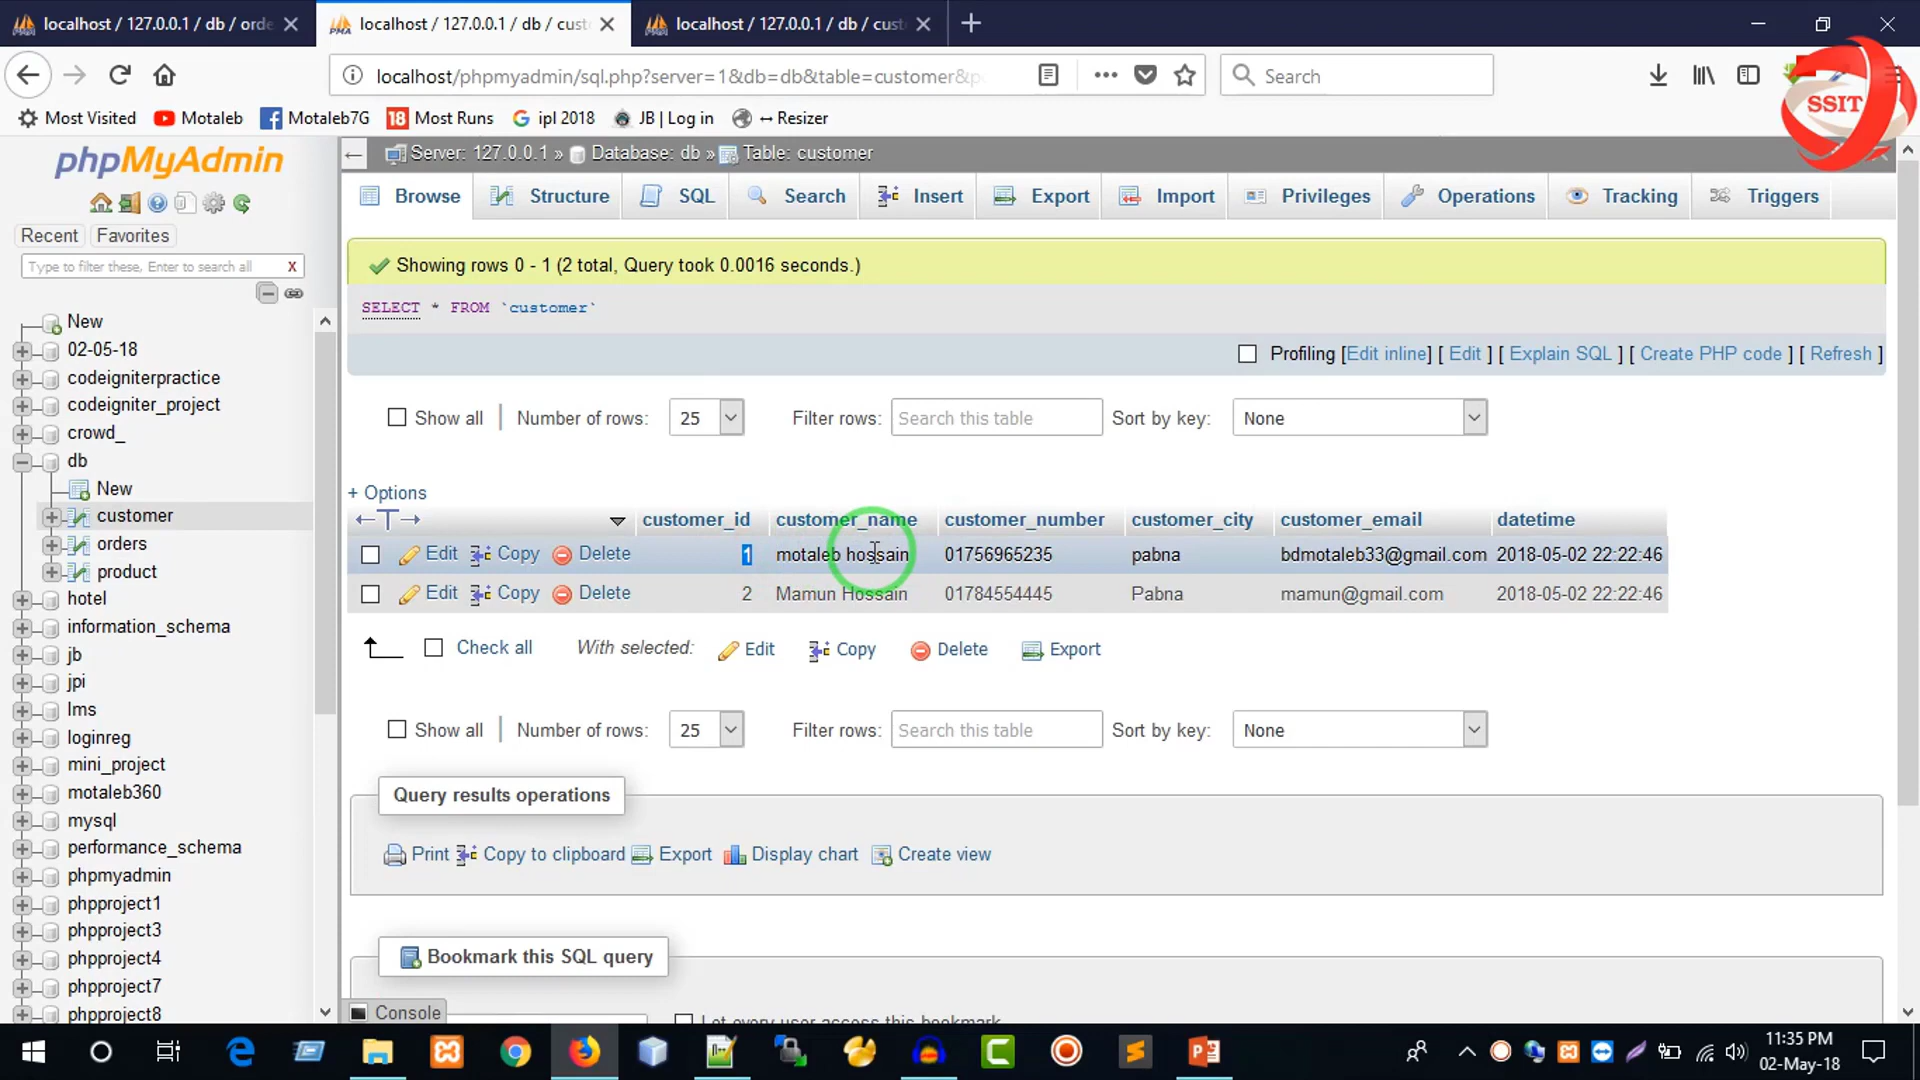 localhost / 127.0.0.1 / db / orde
localhost / 127.0.0.1 / db / cust
localhost / 127.0.0.1 / db / cust
localhost/phpmyadmin/sql.php?server=1&db=db&table=customer&p
Search
SSIT
Most Visited
Motaleb
Motaleb7G
18 Most Runs
ipl 2018
JB | Log in
↔ Resizer
phpMyAdmin
Recent
Favorites
Type to filter these, Enter to search all
X
New
02-05-18
codeigniterpractice
codeigniter_project
crowd_
db
New
customer
orders
product
hotel
information_schema
jb
jpi
lms
loginreg
mini_project
motaleb360
mysql
performance_schema
phpmyadmin
phpproject1
phpproject3
phpproject4
phpproject7
phpproject8
Server: 127.0.0.1 » Database: db » Table: customer
Browse
Structure
SQL
Search
Insert
Export
Import
Privileges
Operations
Tracking
Triggers
Showing rows 0 - 1 (2 total, Query took 0.0016 seconds.)
SELECT * FROM `customer`
Profiling [Edit inline] [ Edit ] [ Explain SQL ] [ Create PHP code ] [ Refresh ]
Show all | Number of rows: 25 Filter rows: Search this table Sort by key: None
+ Options
customer_id customer_name customer_number customer_city customer_email datetime
Edit Copy Delete 1 motaleb hossain 01756965235 pabna bdmotaleb33@gmail.com 2018-05-02 22:22:46
Edit Copy Delete 2 Mamun Hossain 01784554445 Pabna mamun@gmail.com 2018-05-02 22:22:46
Check all With selected: Edit Copy Delete Export
Show all | Number of rows: 25 Filter rows: Search this table Sort by key: None
Query results operations
Print Copy to clipboard Export Display chart Create view
Bookmark this SQL query
Let every user access this bookmark
Console
11:35 PM
02-May-18